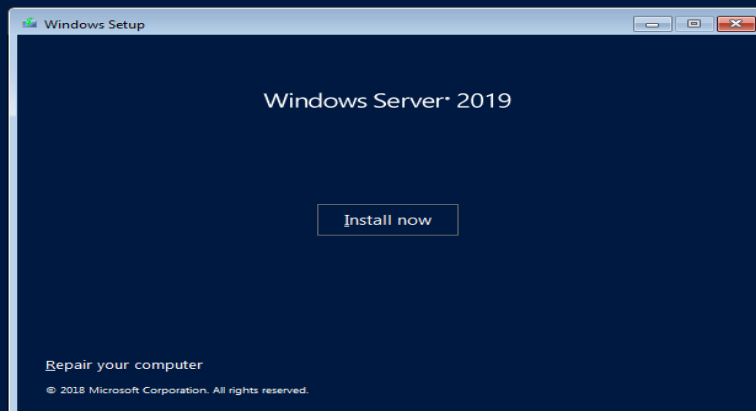 Windows Setup
Windows Server® 2019
Install now
Repair your computer
© 2018 Microsoft Corporation. All rights reserved.